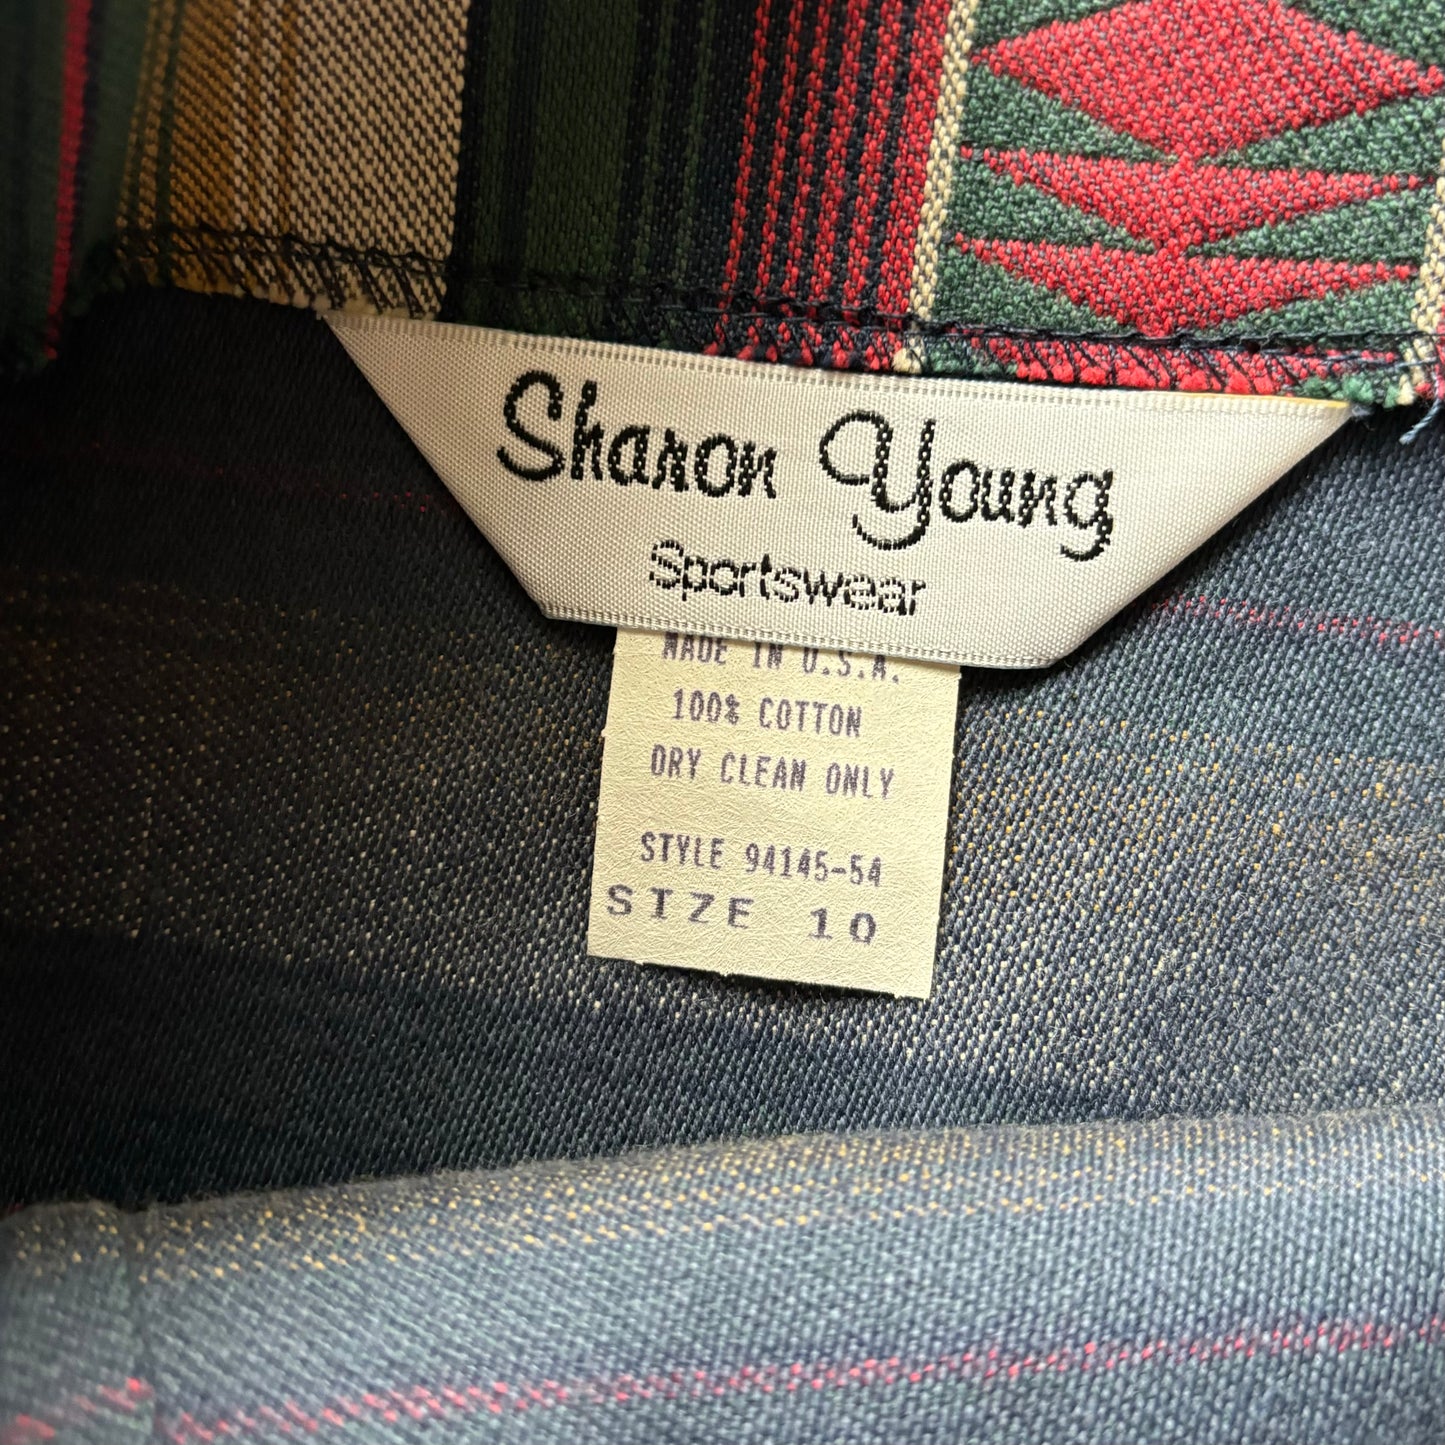 Sharon Young
Sportswear
MADE IN U.S.A.
100% COTTON
DRY CLEAN ONLY
STYLE 94145-54
SIZE 10